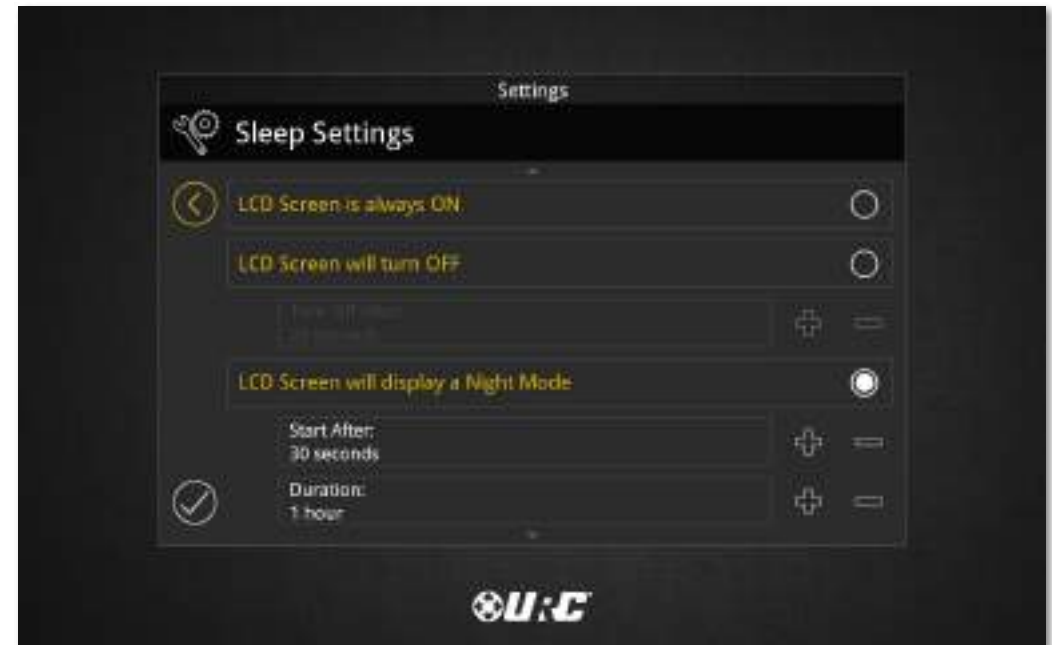 Settings
Sleep Settings
LCD Screen is always ON
LCD Screen will turn OFF
LCD Screen will display a Night Mode
Start After:
30 seconds
Duration:
1 hour
URC